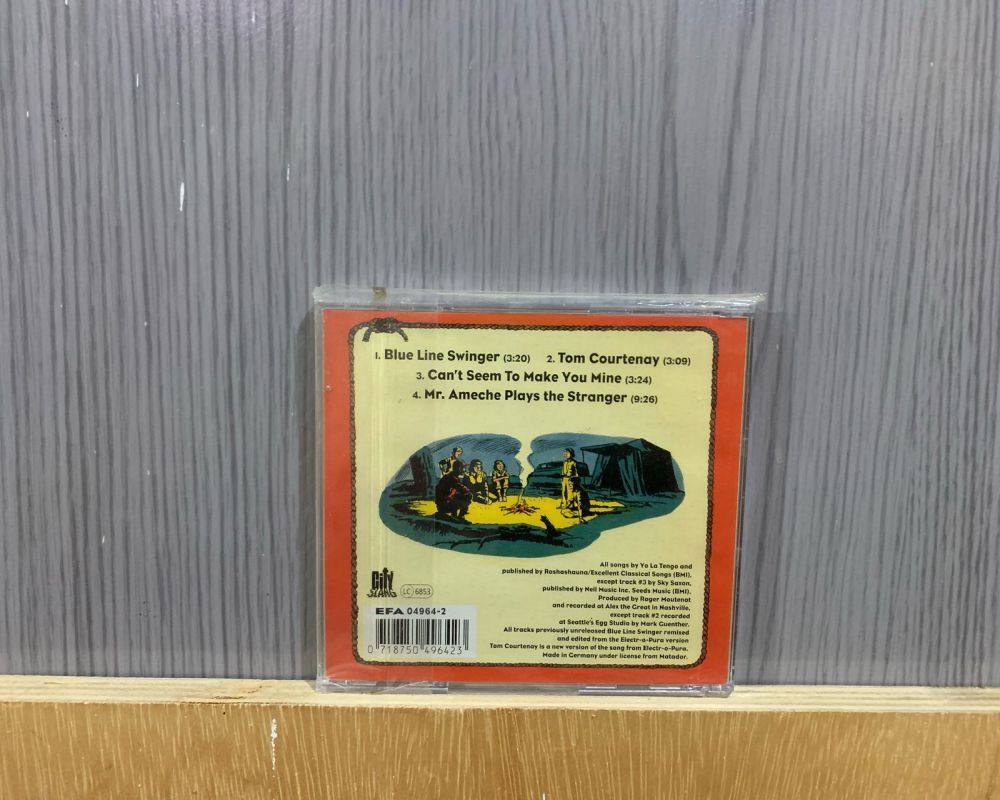 1. Blue Line Swinger (3:20) 2. Tom Courtenay (3:09)
3. Can't Seem To Make You Mine (3:24)
4. Mr. Ameche Plays the Stranger (9:26)
All songs by Yo La Tengo and
published by Roshashauna/Excellent Classical Songs (BMI),
except track #3 by Sky Saxon,
published by Neil Music Inc. Seeds Music (BMI).
Produced by Roger Moutenot
and recorded at Alex the Great in Nashville,
except track #2 recorded
at Seattle's Egg Studio by Mark Guenther.
All tracks previously unreleased Blue Line Swinger remixed
and edited from the Electr-o-Pura version
Tom Courtenay is a new version of the song from Electr-o-Pura.
Made in Germany under license from Matador.
City
Slang
LC 6853
EFA 04964-2
0 718750 496423